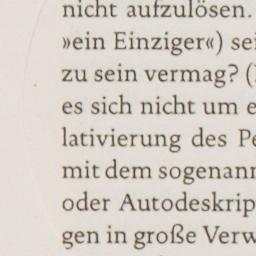 nicht aufzulösen.
»ein Einziger«) sei
zu sein vermag? (
es sich nicht um e
lativierung des Pe
mit dem sogenann
oder Autodeskrip
gen in große Verw